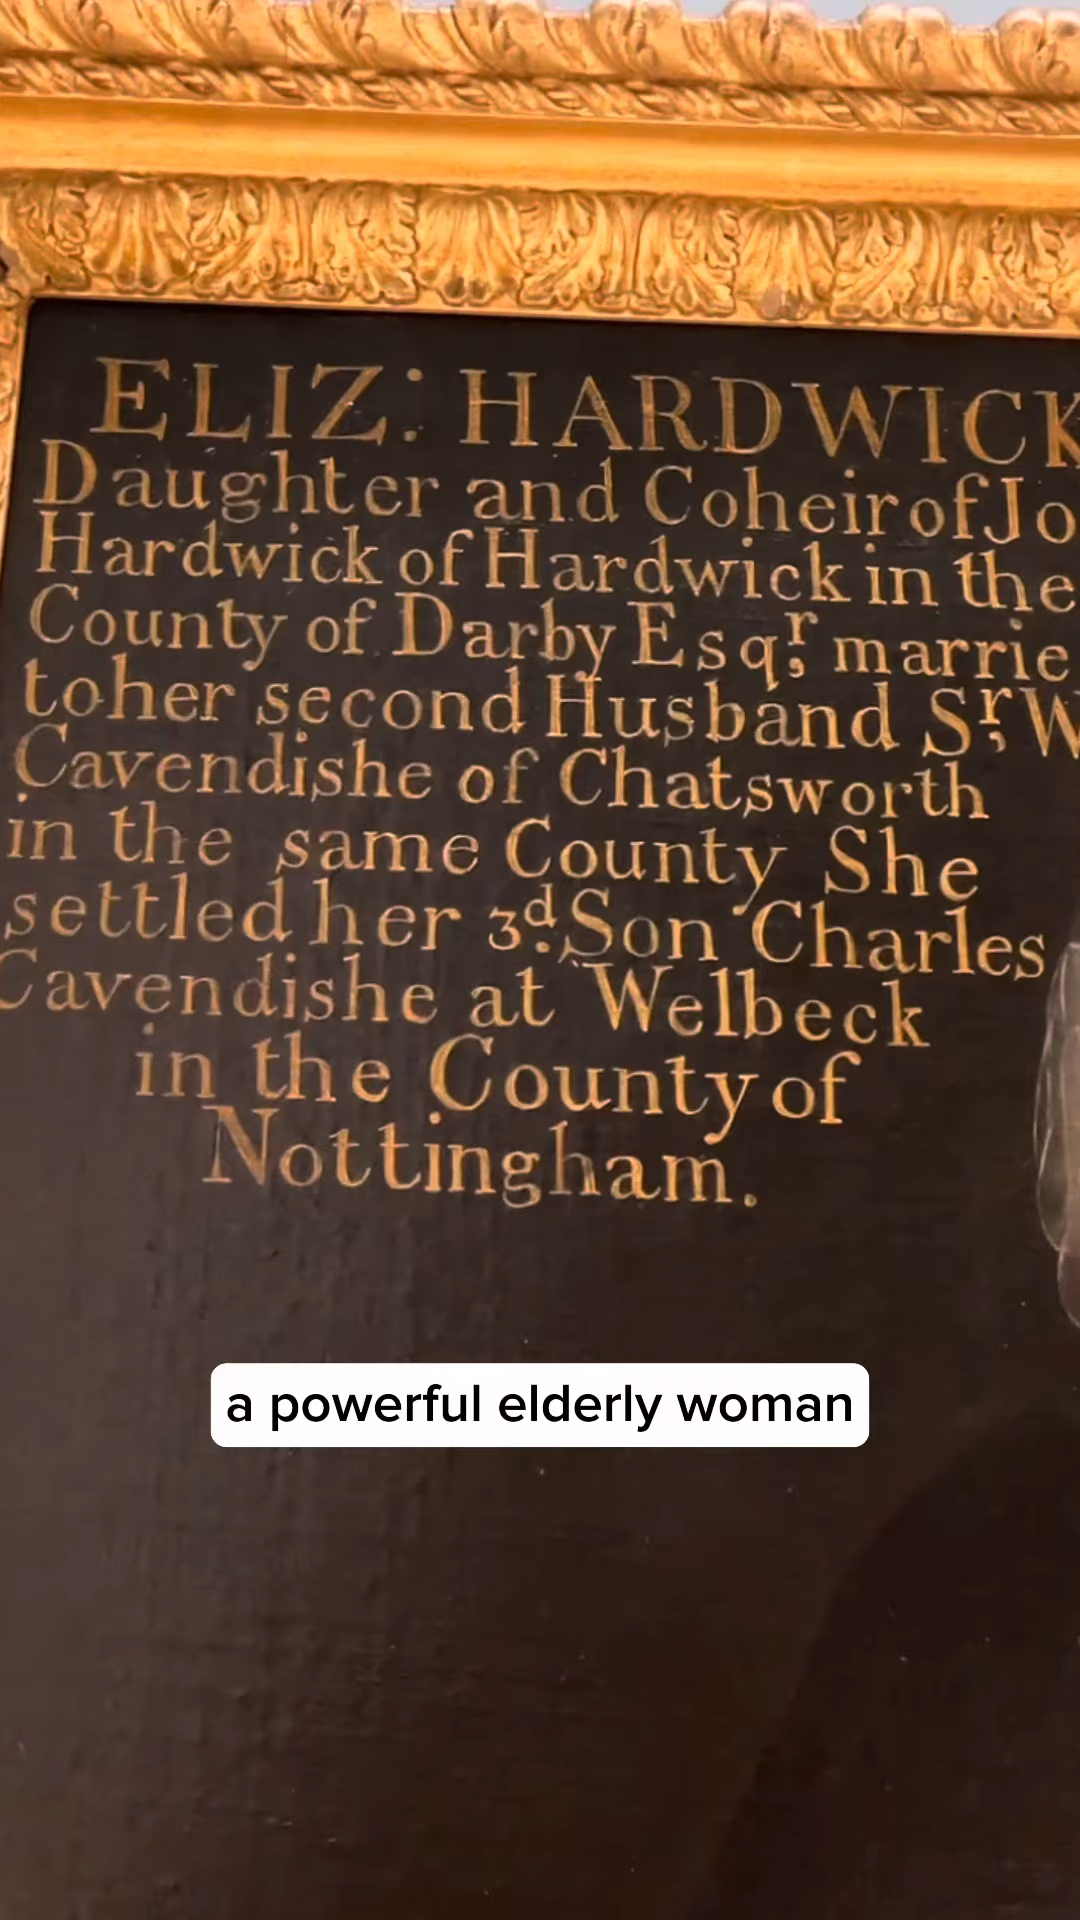 ELIZ: HARDWICK
Daughter and Coheir of Jo
Hardwick of Hardwick in the
County of Darby Esqr marrie
to her second Husband Sr W
Cavendishe of Chatsworth
in the same County She
settled her 3d. Son Charles
Cavendishe at Welbeck
in the County of
Nottingham.
a powerful elderly woman